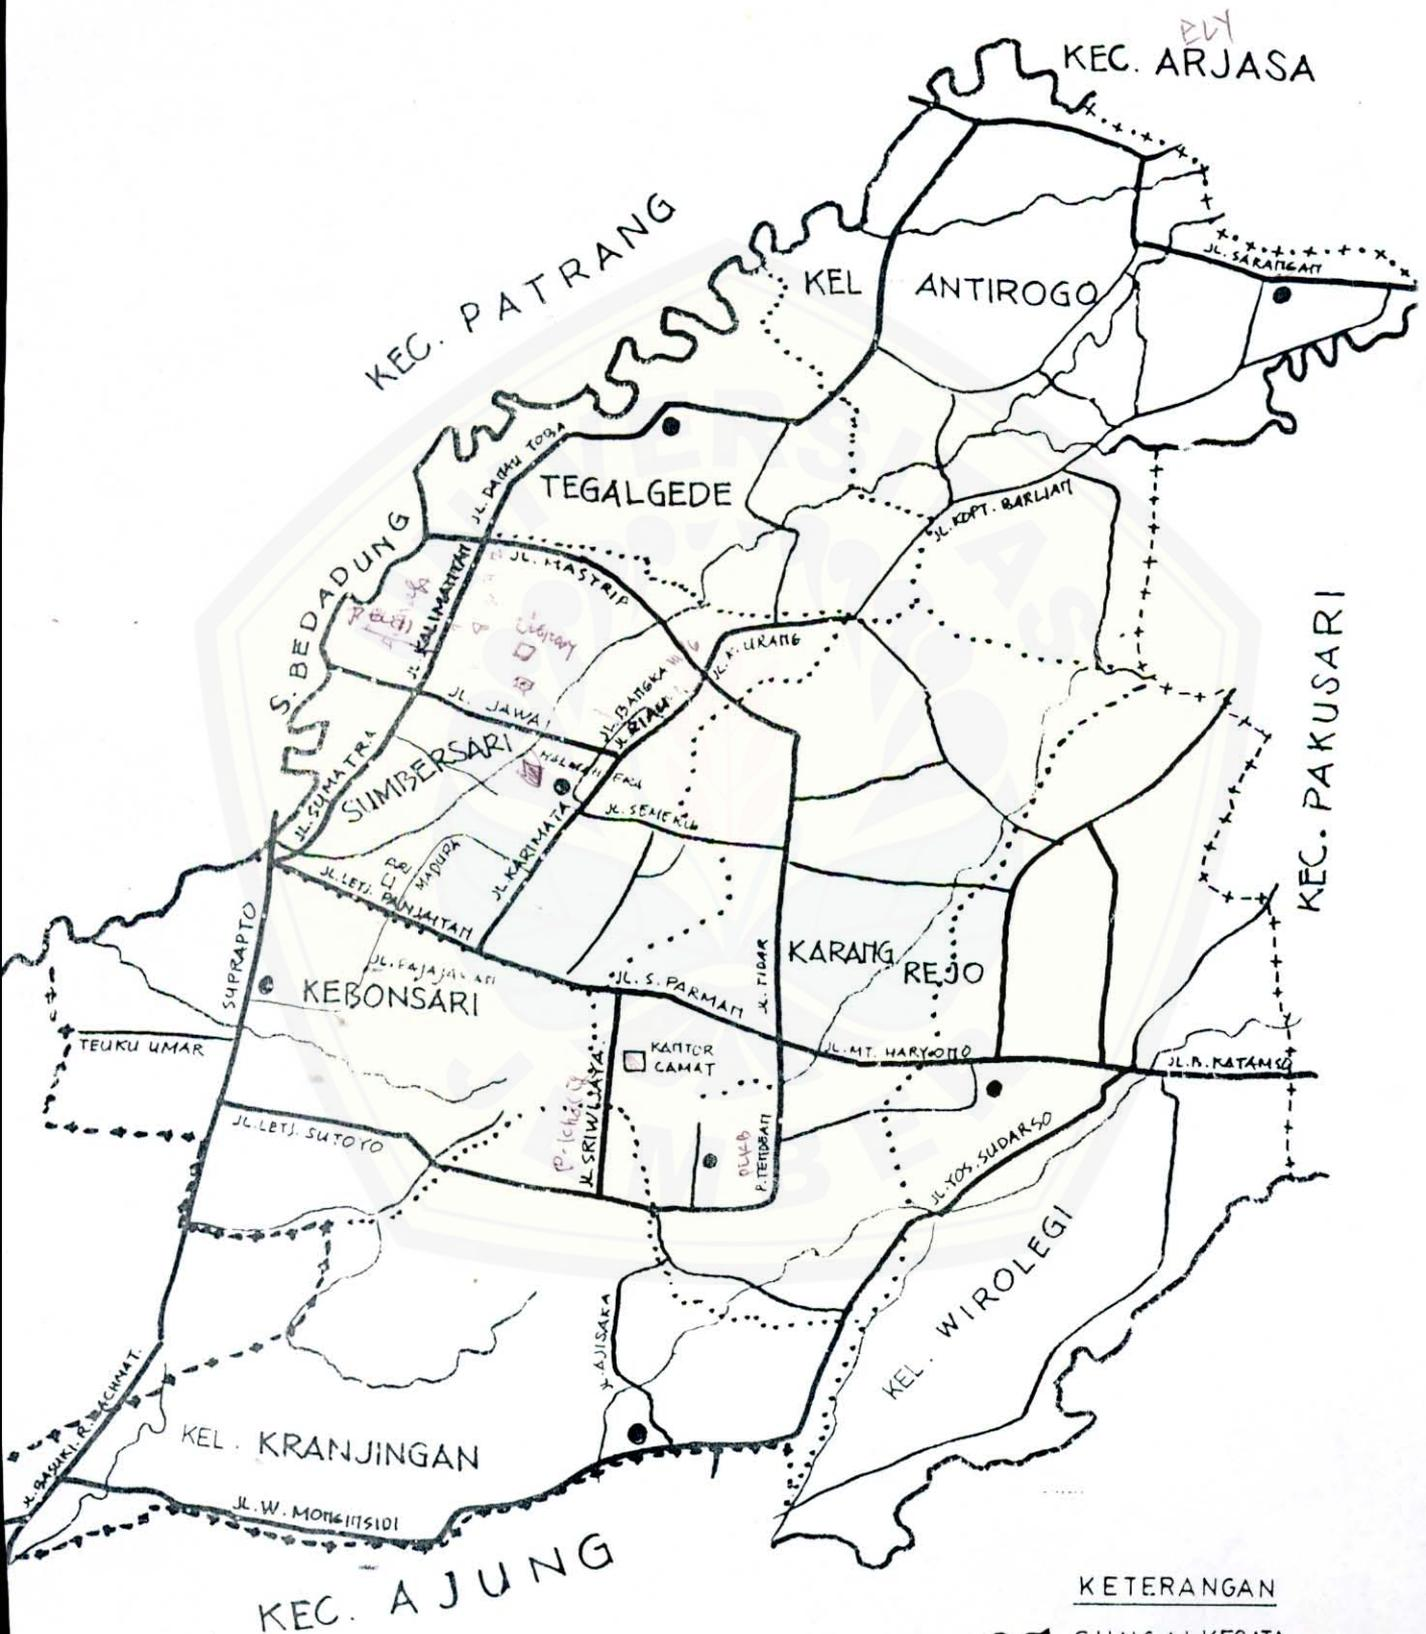 KEC. ARJASA
KEC. PATRANG
KEL ANTIROGO
JL. SARANGAN
JL. DANAU TOBA
TEGALGEDE
JL. KOPT. BARLIAN
S. BEDADUNG
JL. KALIMANTAN
JL. MASTRIP
JL. K. URANG
JL. BANGKA
JL. RIAU
JL. JAWA
KEC. PAKUSARI
JL. SUMATRA
SUMBERSARI
JL. SEMERU
JL. KARIMATA
MADURA
JL. LETJ. PANJAITAN
SUPRAPTO
KEBONSARI
JL. S. PARMAN
JL. TIDAR
KARANG REJO
TEUKU UMAR
KANTOR
CAMAT
JL. MT. HARYONO
JL. B. KATAMSO
JL. LETJ. SUTOYO
JL. SRIWIJAYA
P. TENDEAN
JL. YOS. SUDARSO
KEL. WIROLEGI
AJISAKA
JL. BASUKI. R. ACHMAT.
KEL. KRANJINGAN
JL. W. MONGINSIDI
KEC. AJUNG
KETERANGAN